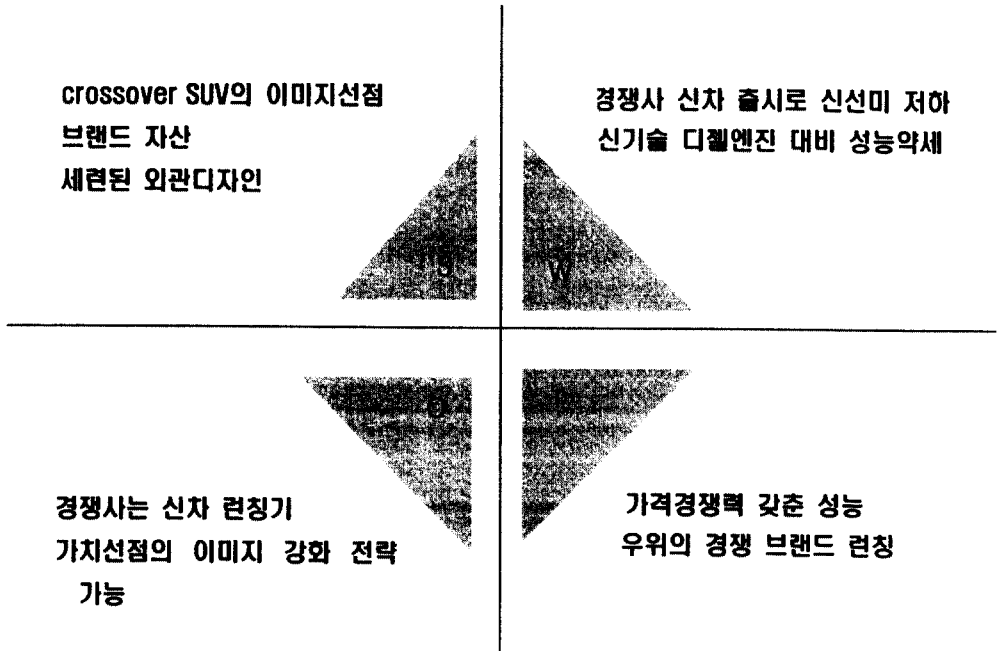 crossover SUV의 이미지선점
브랜드 자산
세련된 외관디자인
경쟁사 신차 출시로 신선미 저하
신기술 디젤엔진 대비 성능약세
S
W
O
경쟁사는 신차 런칭기
가치선점의 이미지 강화 전략
가능
가격경쟁력 갖춘 성능
우위의 경쟁 브랜드 런칭